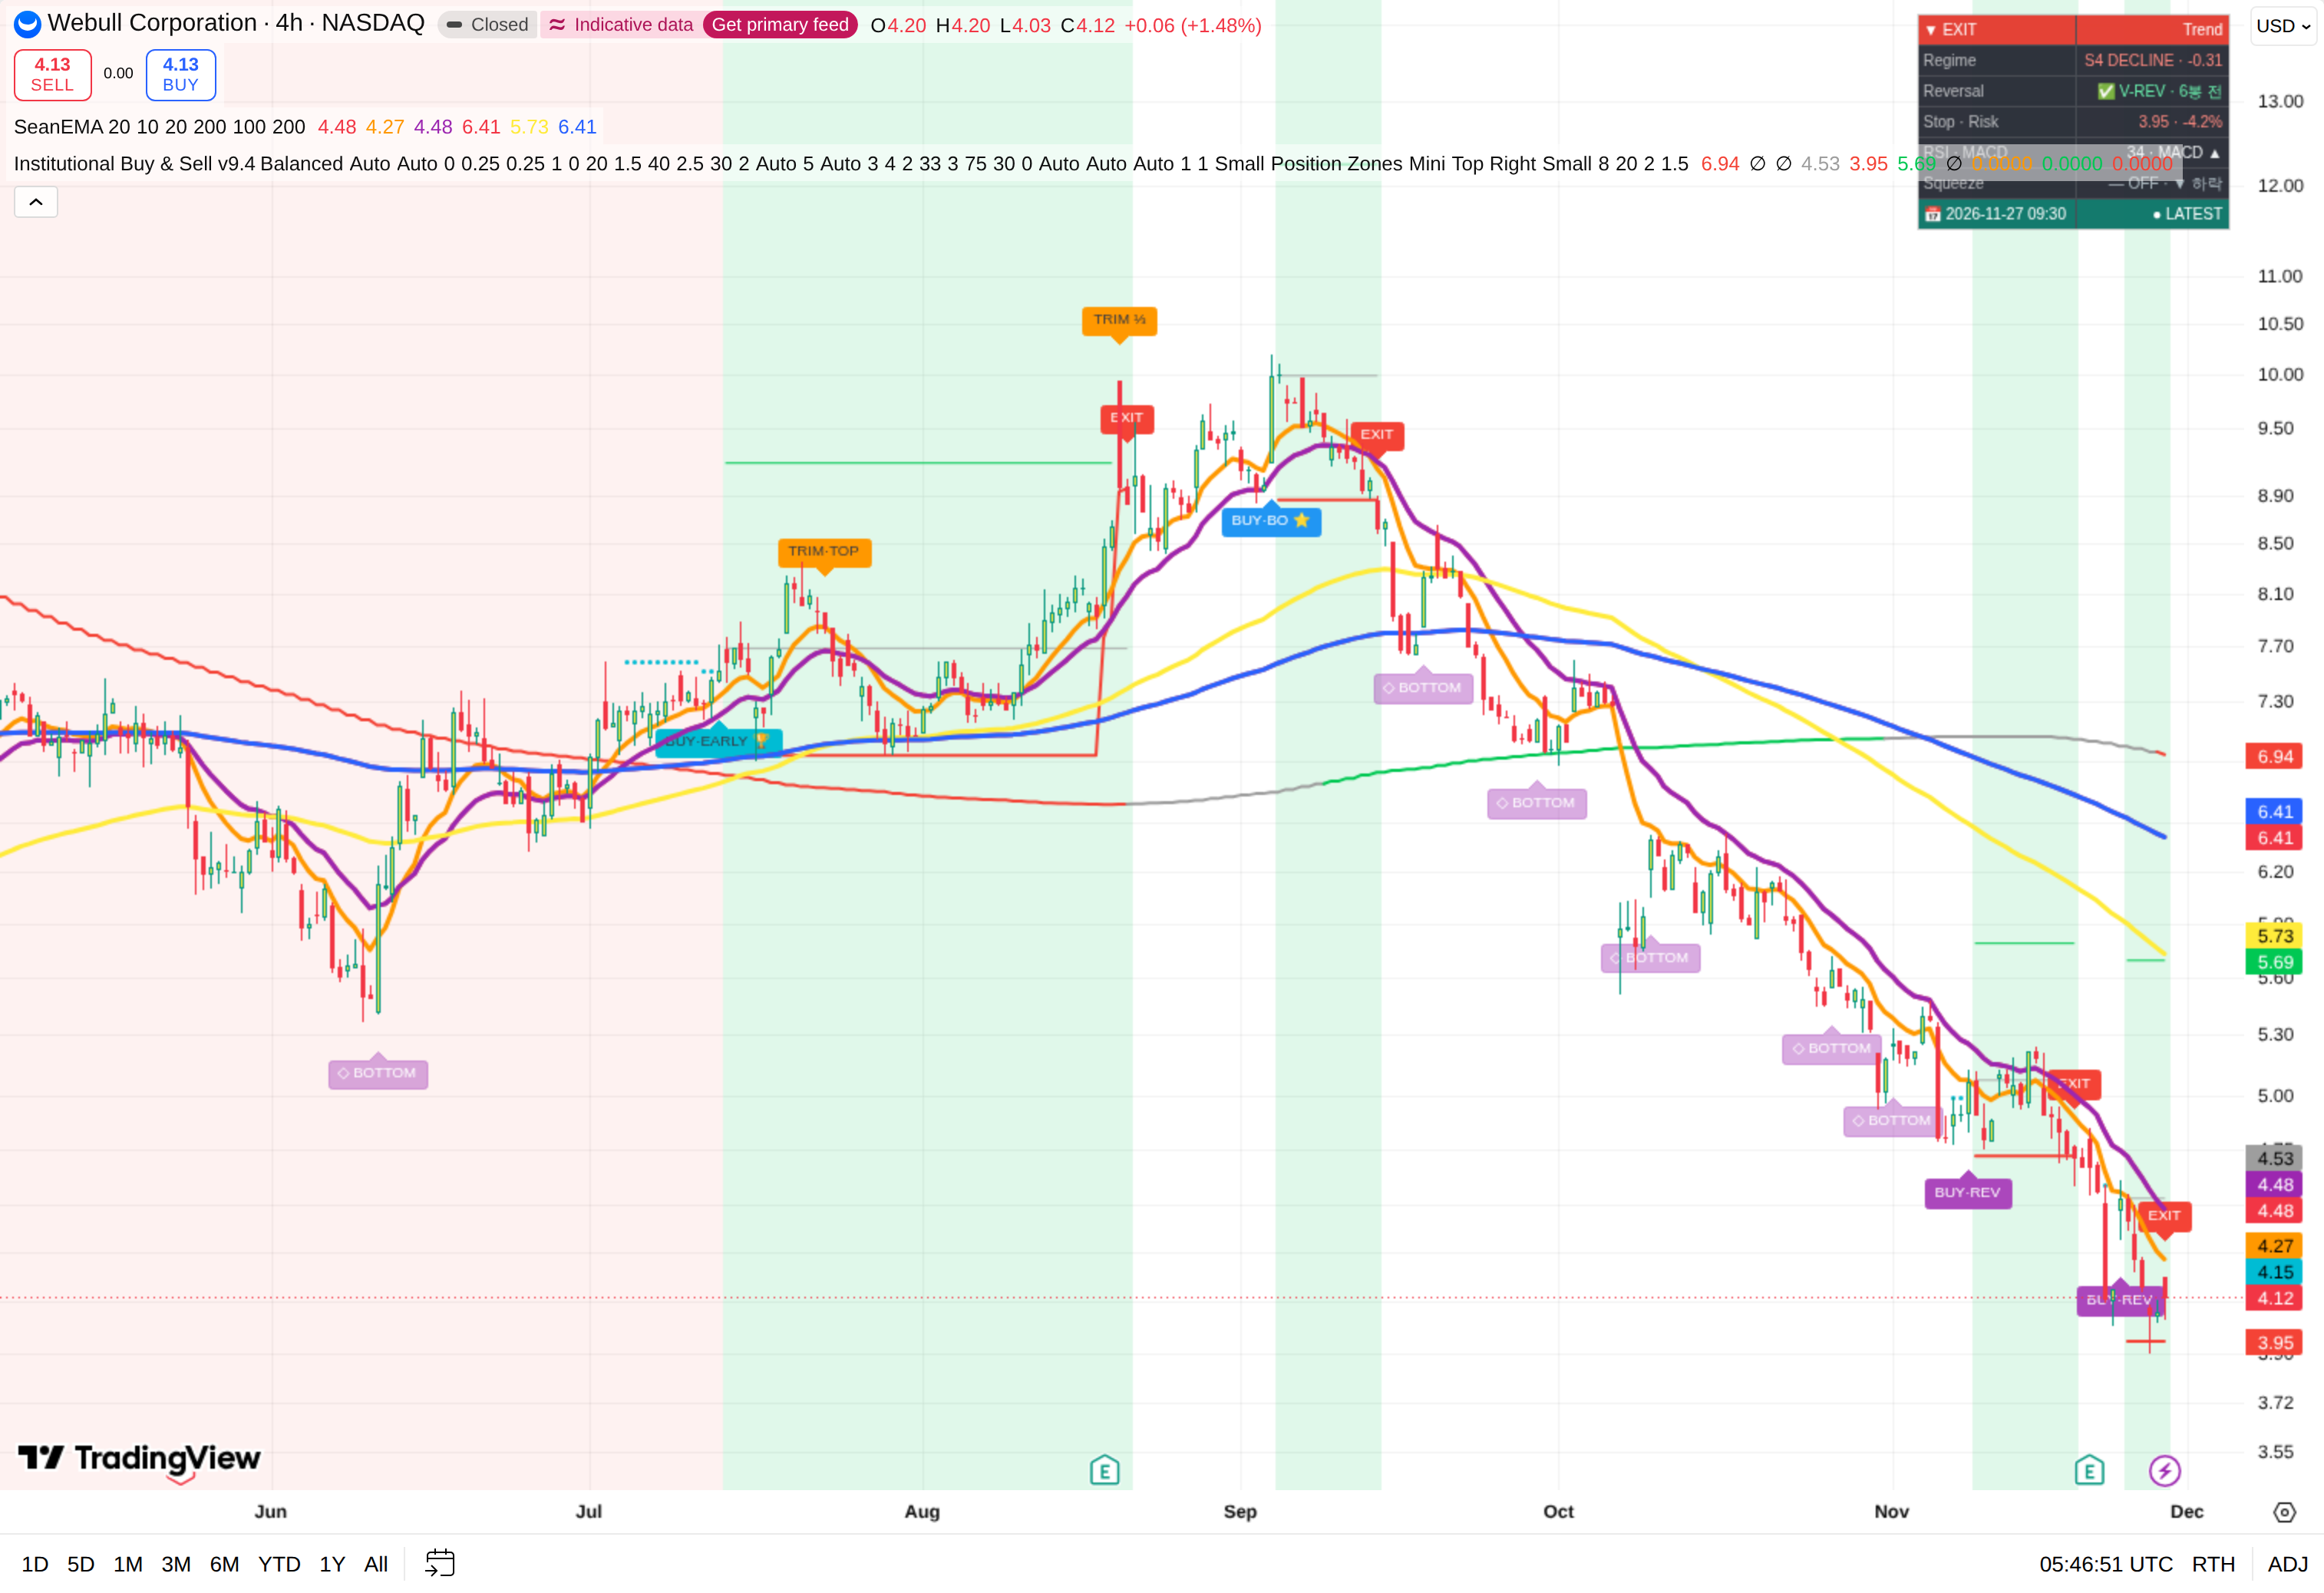 Webull Corporation · 4h · NASDAQ Closed Indicative data Get primary feed O4.20 H4.20 L4.03 C4.12 +0.06 (+1.48%)
4.13 SELL 0.00 4.13 BUY
SeanEMA 20 10 20 200 100 200 4.48 4.27 4.48 6.41 5.73 6.41
Institutional Buy & Sell v9.4 Balanced Auto Auto 0 0.25 0.25 1 0 20 1.5 40 2.5 30 2 Auto 5 Auto 3 4 2 33 3 75 30 0 Auto Auto Auto 1 1 Small Position Zones Mini Top Right Small 8 20 2 1.5 6.94 ∅ ∅ 4.53 3.95 5.69 ∅ 0.0000 0.0000 0.0000
▼ EXIT Trend
Regime S4 DECLINE · -0.31
Reversal ✅ V-REV · 6봉 전
Stop · Risk 3.95 · -4.2%
RSI · MACD 34 · MACD ▲
Squeeze — OFF · ▼ 하락
📅 2026-11-27 09:30 ● LATEST
USD
TRIM ⅓
EXIT
EXIT
BUY-BO ⭐
TRIM-TOP
BUY-EARLY 🏆
◇ BOTTOM
◇ BOTTOM
◇ BOTTOM
◇ BOTTOM
◇ BOTTOM
◇ BOTTOM
EXIT
BUY-REV
EXIT
BUY-REV
13.00
12.00
11.00
10.50
10.00
9.50
8.90
8.50
8.10
7.70
7.30
6.94
6.41
6.41
6.20
5.73
5.69
5.60
5.30
5.00
4.53
4.48
4.48
4.27
4.15
4.12
3.95
3.72
3.55
TradingView
E
E
Jun Jul Aug Sep Oct Nov Dec
1D 5D 1M 3M 6M YTD 1Y All 05:46:51 UTC RTH ADJ